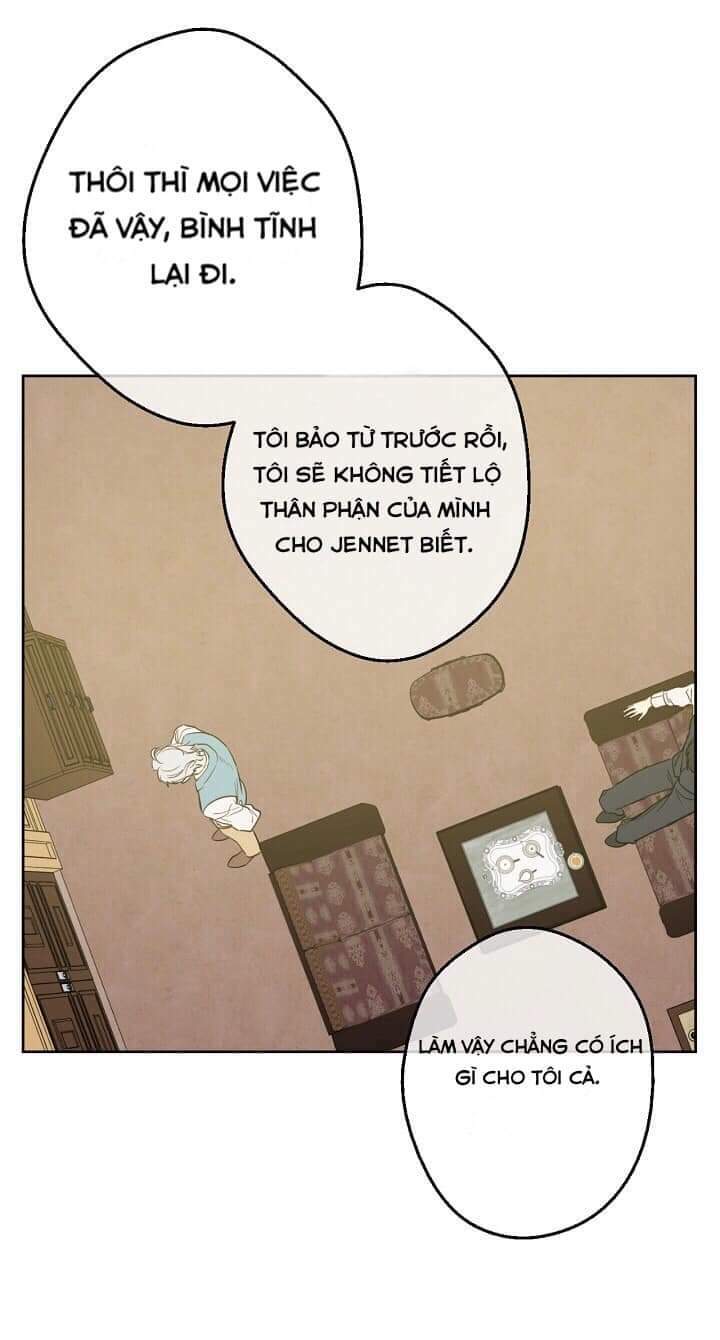 THÔI THÌ MỌI VIỆC
ĐÃ VẬY, BÌNH TĨNH
LẠI ĐI.
TÔI BẢO TỪ TRƯỚC RỒI,
TÔI SẼ KHÔNG TIẾT LỘ
THÂN PHẬN CỦA MÌNH
CHO JENNET BIẾT.
LÀM VẬY CHẲNG CÓ ÍCH
GÌ CHO TÔI CẢ.